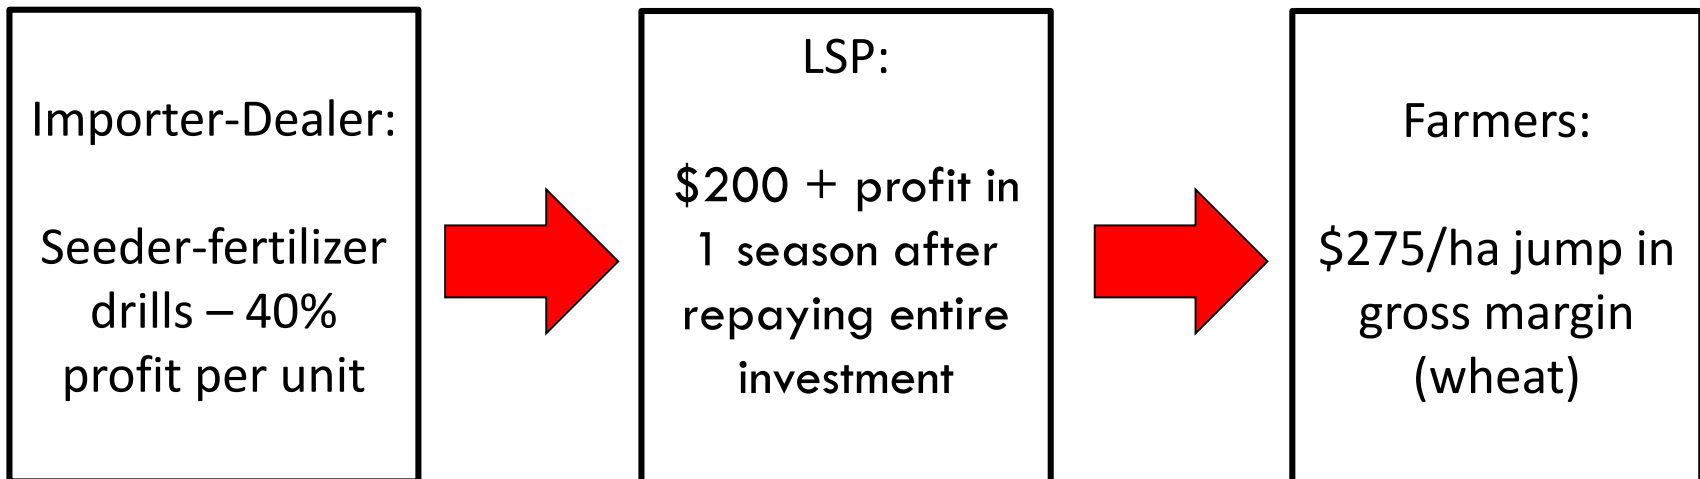 Importer-Dealer:
Seeder-fertilizer
drills – 40%
profit per unit
LSP:
$200 + profit in
1 season after
repaying entire
investment
Farmers:
$275/ha jump in
gross margin
(wheat)